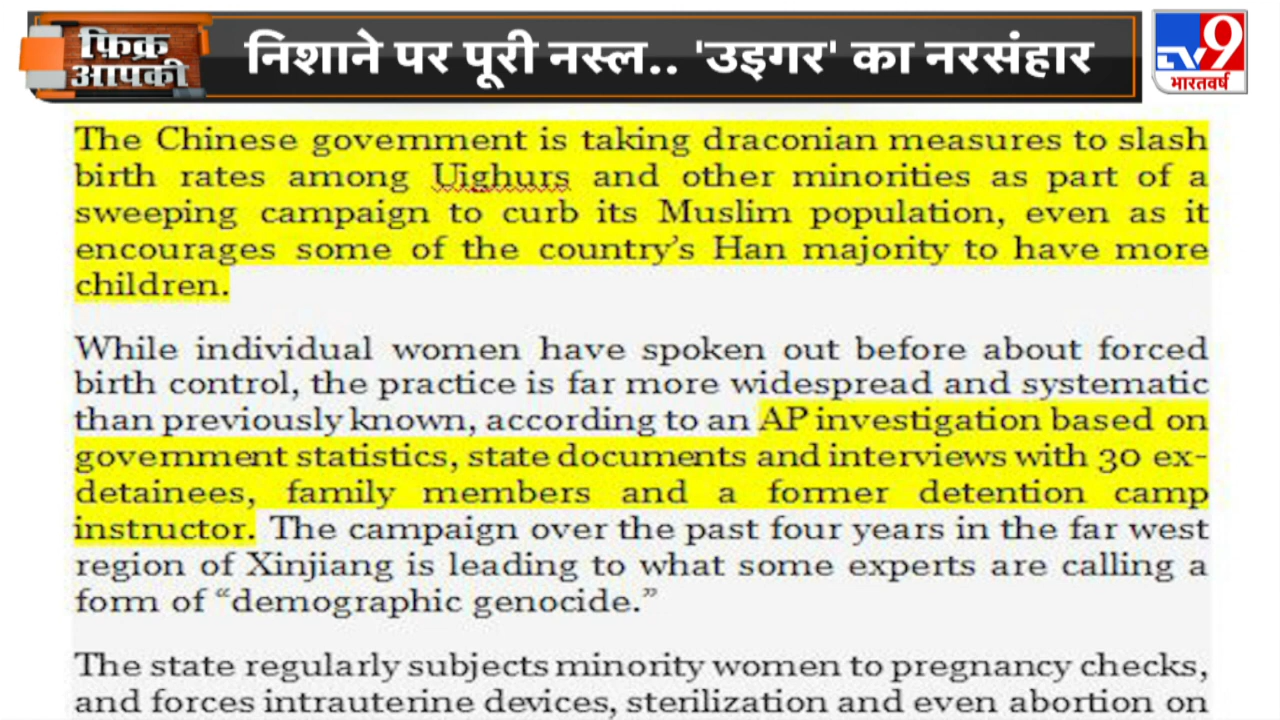 फिक्र
आपकी
निशाने पर पूरी नस्ल.. 'उइगर' का नरसंहार
TV9
भारतवर्ष
The Chinese government is taking draconian measures to slash
birth rates among Uighurs and other minorities as part of a
sweeping campaign to curb its Muslim population, even as it
encourages some of the country’s Han majority to have more
children.
While individual women have spoken out before about forced
birth control, the practice is far more widespread and systematic
than previously known, according to an AP investigation based on
government statistics, state documents and interviews with 30 ex-
detainees, family members and a former detention camp
instructor. The campaign over the past four years in the far west
region of Xinjiang is leading to what some experts are calling a
form of “demographic genocide.”
The state regularly subjects minority women to pregnancy checks,
and forces intrauterine devices, sterilization and even abortion on